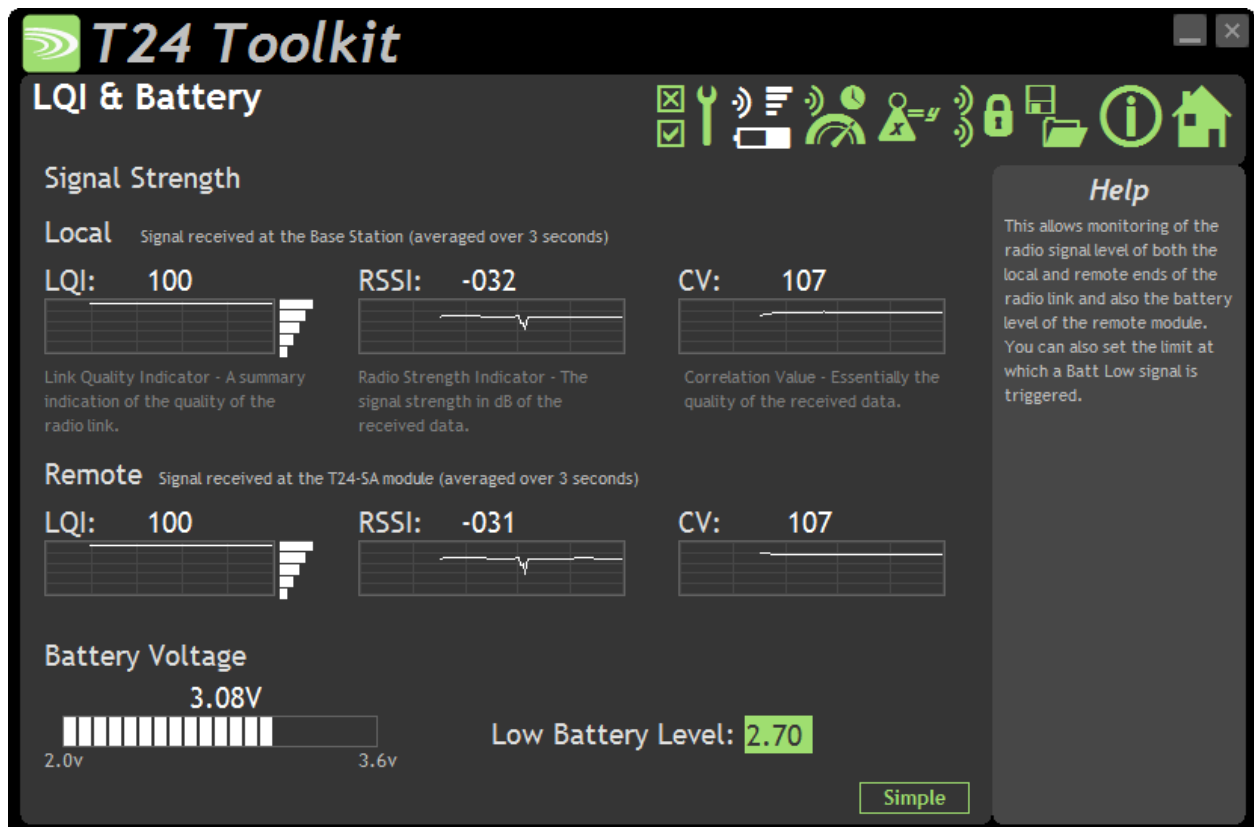 T24 Toolkit
LQI & Battery
x=y
Signal Strength
Local Signal received at the Base Station (averaged over 3 seconds)
LQI: 100 RSSI: -032 CV: 107
Link Quality Indicator - A summary
indication of the quality of the
radio link.
Radio Strength Indicator - The
signal strength in dB of the
received data.
Correlation Value - Essentially the
quality of the received data.
Remote Signal received at the T24-SA module (averaged over 3 seconds)
LQI: 100 RSSI: -031 CV: 107
Battery Voltage
3.08V
2.0v 3.6v
Low Battery Level: 2.70
Simple
Help
This allows monitoring of the
radio signal level of both the
local and remote ends of the
radio link and also the battery
level of the remote module.
You can also set the limit at
which a Batt Low signal is
triggered.